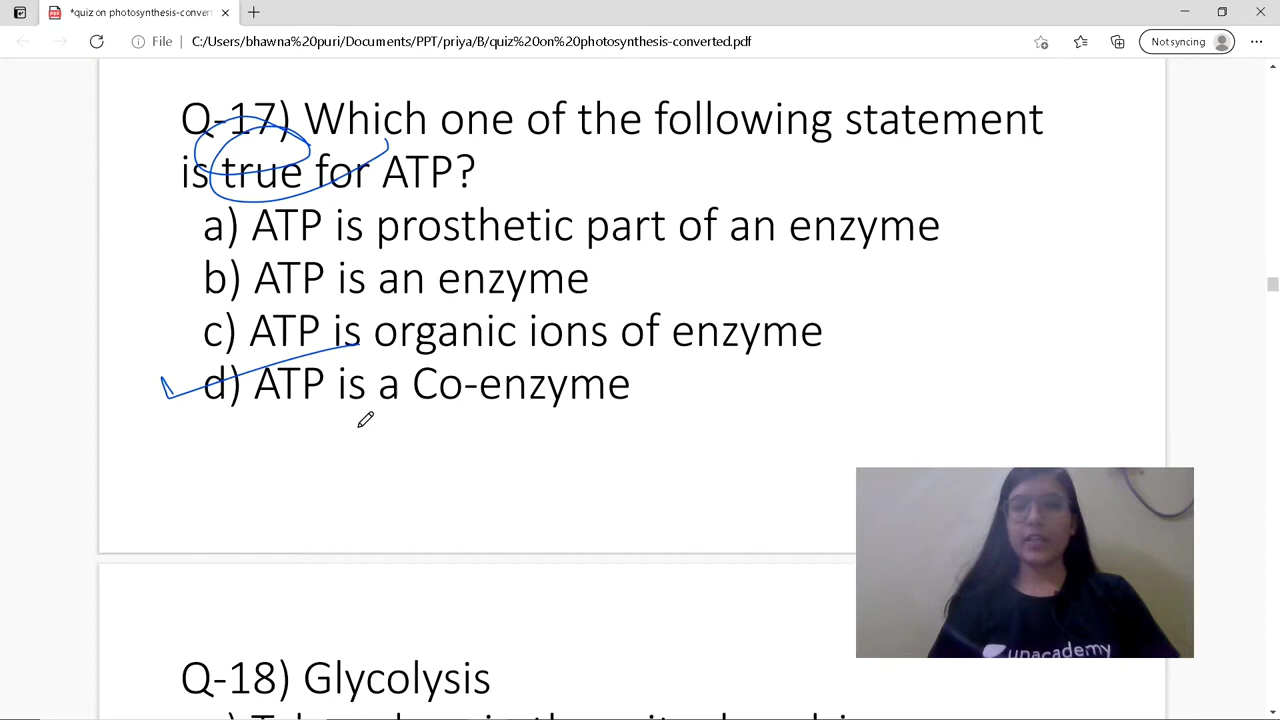 *quiz on photosynthesis-convert
File
C:/Users/bhawna%20puri/Documents/PPT/priya/B/quiz%20on%20photosynthesis-converted.pdf
Not syncing
Q-17) Which one of the following statement
is true for ATP?
a) ATP is prosthetic part of an enzyme
b) ATP is an enzyme
c) ATP is organic ions of enzyme
d) ATP is a Co-enzyme
unacademy
Q-18) Glycolysis